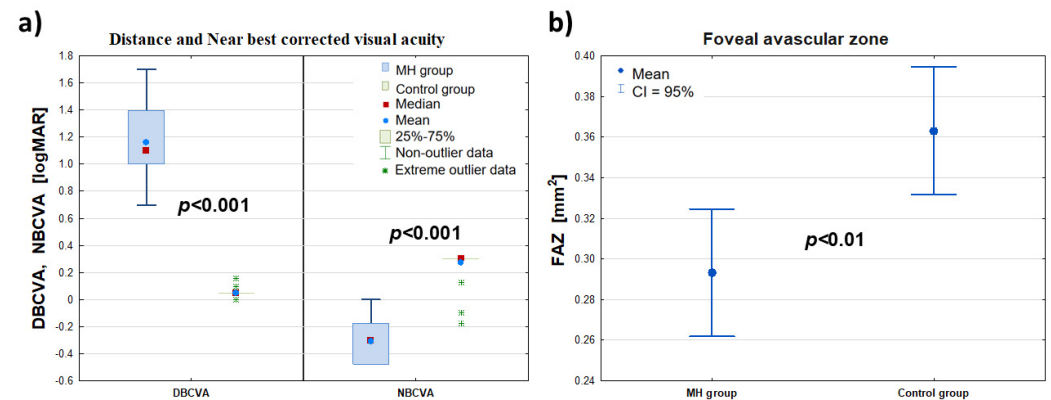 a)
Distance and Near best corrected visual acuity
DBCVA, NBCVA [logMAR]
1.8
1.6
1.4
1.2
1.0
0.8
0.6
0.4
0.2
0
-0.2
-0.4
-0.6
MH group
Control group
Median
Mean
25%-75%
Non-outlier data
Extreme outlier data
p<0.001
p<0.001
DBCVA
NBCVA
b)
Foveal avascular zone
FAZ [mm²]
0.40
0.38
0.36
0.34
0.32
0.30
0.28
0.26
0.24
Mean
CI = 95%
p<0.01
MH group
Control group